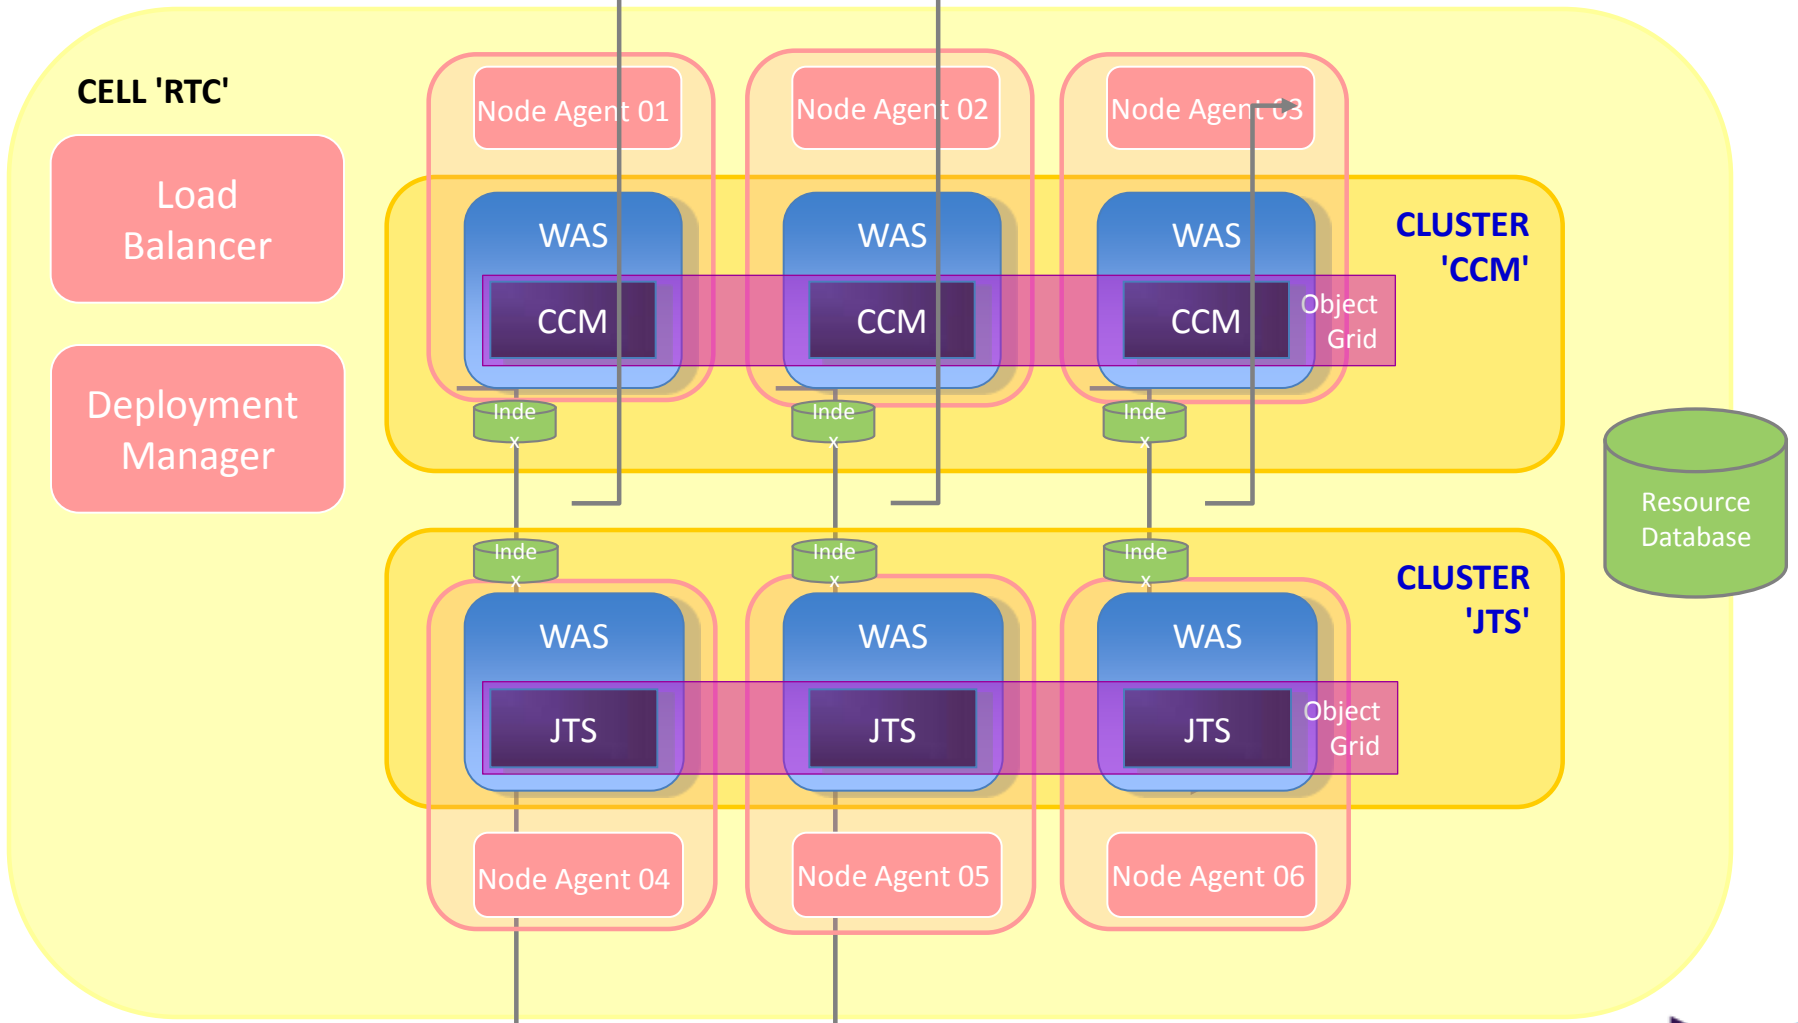 CELL 'RTC'
Load
Balancer
Deployment
Manager
Node Agent 01
Node Agent 02
Node Agent 03
WAS
WAS
WAS
CLUSTER
'CCM'
CCM
CCM
CCM
Object
Grid
Inde
x
Inde
x
Inde
x
Resource
Database
Inde
x
Inde
x
Inde
x
CLUSTER
'JTS'
WAS
WAS
WAS
JTS
JTS
JTS
Object
Grid
Node Agent 04
Node Agent 05
Node Agent 06